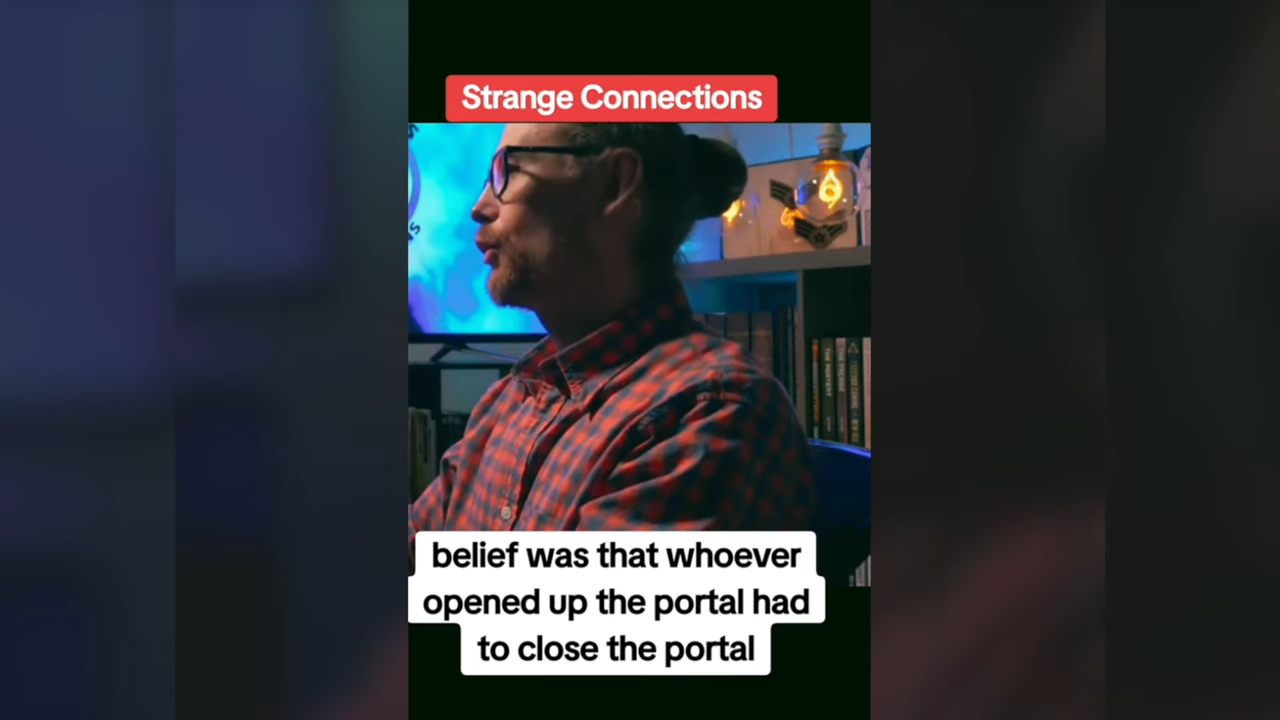 Strange Connections
belief was that whoever
opened up the portal had
to close the portal